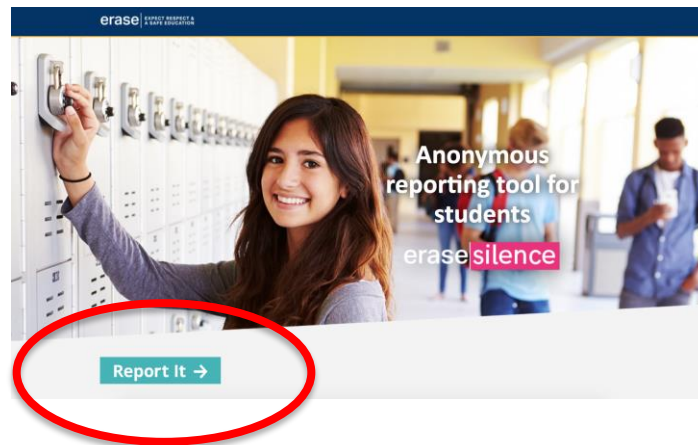 erase EXPECT RESPECT &
A SAFE EDUCATION
Anonymous
reporting tool for
students
erase silence
Report It →